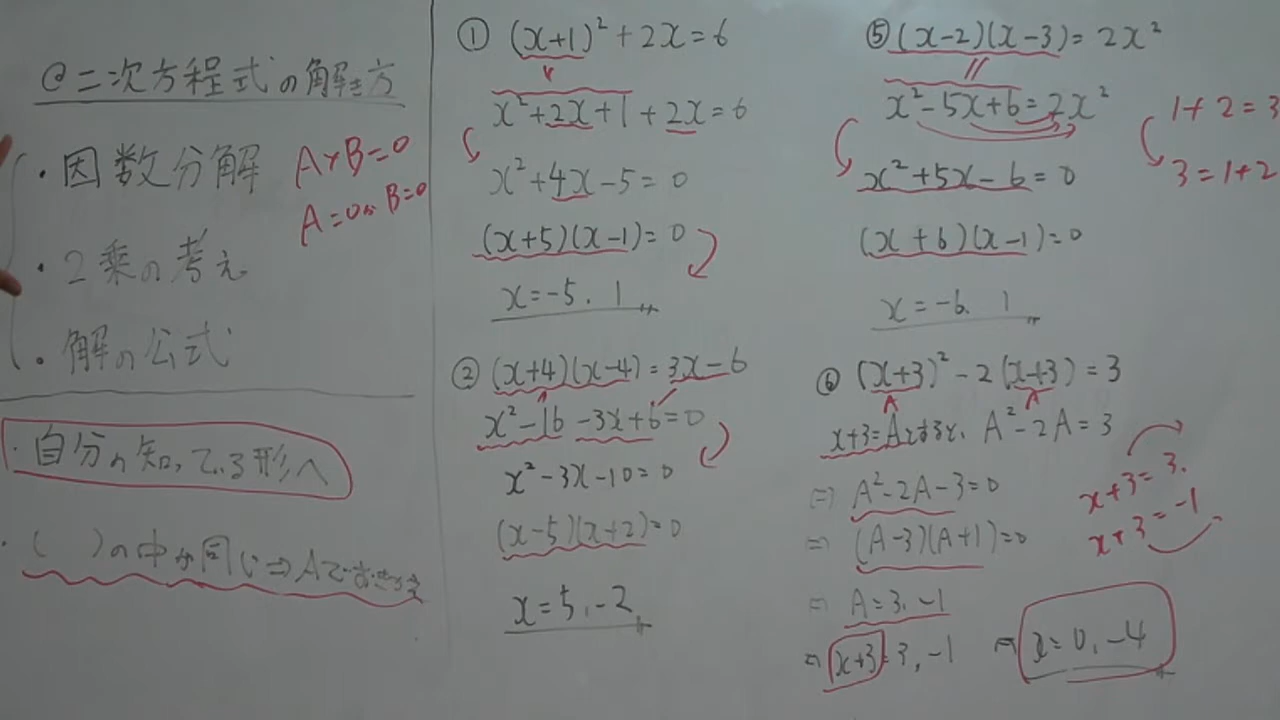 @二次方程式の解き方
・因数分解 A×B=0
A=0か B=0
・2乗の考え
・解の公式
・自分の知っている形へ
・( )の中が同じ⇒Aでおきかえ
① (x+1)²+2x=6
x²+2x+1+2x=6
x²+4x-5=0
(x+5)(x-1)=0
x=-5, 1
② (x+4)(x-4)=3x-6
x²-16-3x+6=0
x²-3x-10=0
(x-5)(x+2)=0
x=5,-2
⑤ (x-2)(x-3)=2x²
x²-5x+6=2x²
x²+5x-6=0
(x+6)(x-1)=0
x=-6, 1
1+2=3
3=1+2
⑥ (x+3)²-2(x+3)=3
A A
x+3=Aとすると、A²-2A=3
⇒ A²-2A-3=0
⇒ (A-3)(A+1)=0
⇒ A=3,-1
⇒ x+3=3,-1 ⇒ x=0,-4
x+3=3,
x+3=-1